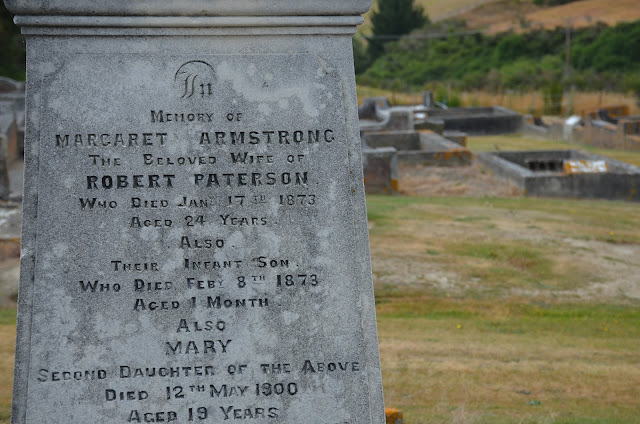 In
Memory of
Margaret Armstrong
The Beloved Wife of
Robert Paterson
Who Died Jany 17th 1873
Aged 24 Years.
Also
Their Infant Son
Who Died Feby 8th 1873
Aged 1 Month.
Also
Mary
Second Daughter of the Above
Died 12th May 1900
Aged 19 Years